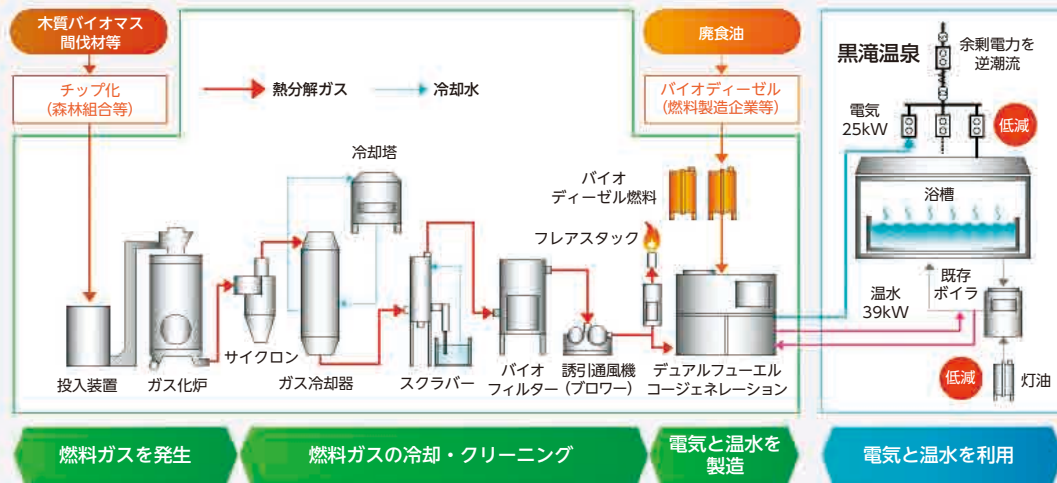 木質バイオマス
間伐材等
チップ化
(森林組合等)
熱分解ガス
冷却水
廃食油
バイオディーゼル
(燃料製造企業等)
黒滝温泉
余剰電力を
逆潮流
電気
25kW
低減
浴槽
冷却塔
バイオ
ディーゼル燃料
フレアスタック
温水
39kW
既存
ボイラ
低減
灯油
投入装置
ガス化炉
サイクロン
ガス冷却器
スクラバー
バイオ
フィルター
誘引通風機
(ブロワー)
デュアルフューエル
コージェネレーション
燃料ガスを発生
燃料ガスの冷却・クリーニング
電気と温水を
製造
電気と温水を利用